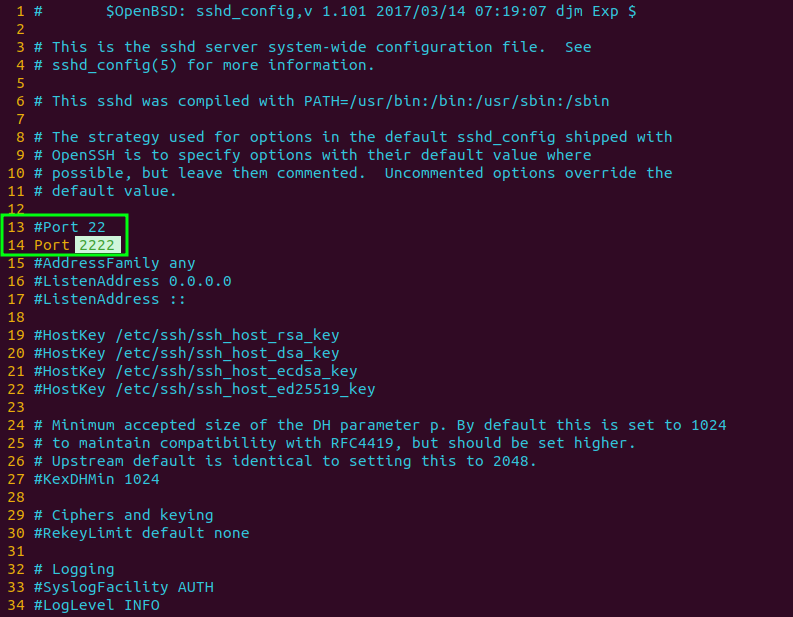 1 #       $OpenBSD: sshd_config,v 1.101 2017/03/14 07:19:07 djm Exp $
2
3 # This is the sshd server system-wide configuration file.  See
4 # sshd_config(5) for more information.
5
6 # This sshd was compiled with PATH=/usr/bin:/bin:/usr/sbin:/sbin
7
8 # The strategy used for options in the default sshd_config shipped with
9 # OpenSSH is to specify options with their default value where
10 # possible, but leave them commented.  Uncommented options override the
11 # default value.
12
13 #Port 22
14 Port 2222
15 #AddressFamily any
16 #ListenAddress 0.0.0.0
17 #ListenAddress ::
18
19 #HostKey /etc/ssh/ssh_host_rsa_key
20 #HostKey /etc/ssh/ssh_host_dsa_key
21 #HostKey /etc/ssh/ssh_host_ecdsa_key
22 #HostKey /etc/ssh/ssh_host_ed25519_key
23
24 # Minimum accepted size of the DH parameter p. By default this is set to 1024
25 # to maintain compatibility with RFC4419, but should be set higher.
26 # Upstream default is identical to setting this to 2048.
27 #KexDHMin 1024
28
29 # Ciphers and keying
30 #RekeyLimit default none
31
32 # Logging
33 #SyslogFacility AUTH
34 #LogLevel INFO